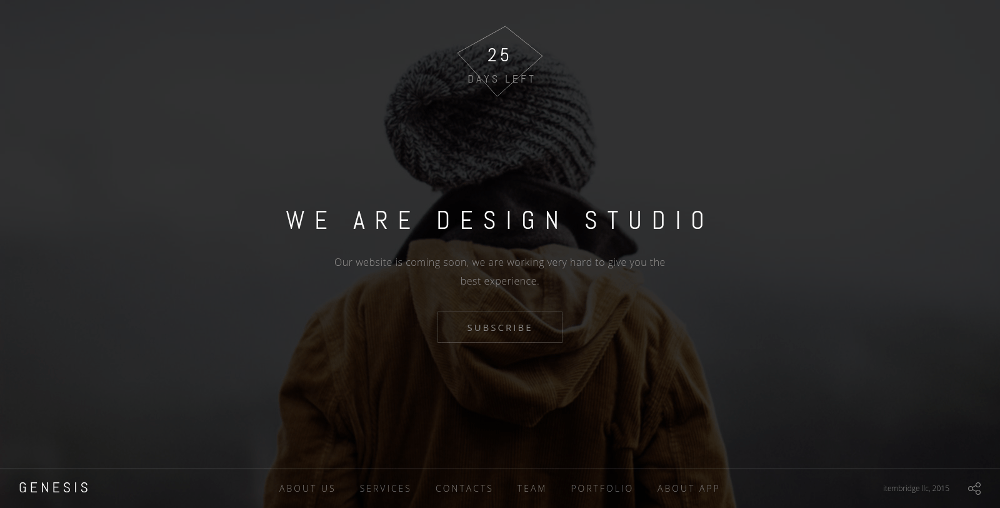 25
DAYS LEFT
WE ARE DESIGN STUDIO
Our website is coming soon, we are working very hard to give you the
best experience.
SUBSCRIBE
GENESIS
ABOUT US
SERVICES
CONTACTS
TEAM
PORTFOLIO
ABOUT APP
llc, 2015